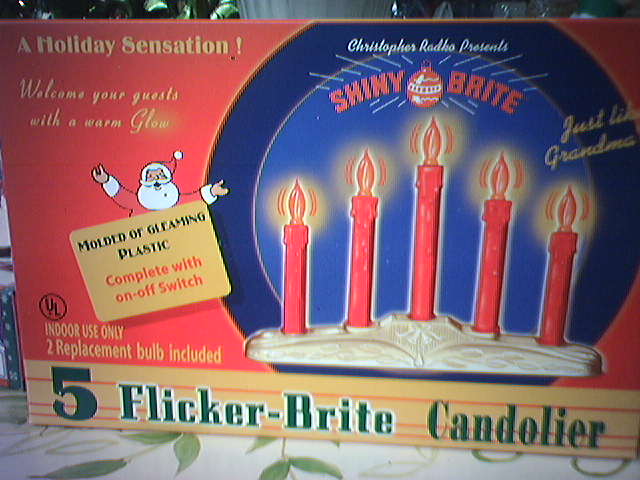 A Holiday Sensation !
Christopher Radko Presents
SHINY BRITE
Welcome your guests
with a warm Glow
Just
Grandma
MOLDED OF GLEAMING
PLASTIC
Complete with
on-off Switch
UL
INDOOR USE ONLY
2 Replacement bulb included
5 Flicker-Brite Candolier